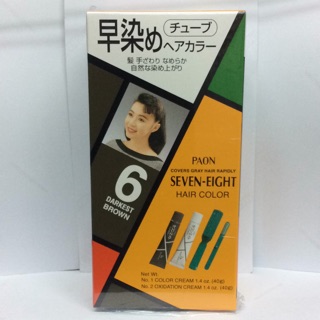 早染め
チューブ
ヘアカラー
髪 手ざわり なめらか
自然な染め上がり
6
DARKEST
BROWN
PAON
COVERS GRAY HAIR RAPIDLY
SEVEN-EIGHT
HAIR COLOR
Net Wt.
No. 1 COLOR CREAM 1.4 oz. (40g)
No. 2 OXIDATION CREAM 1.4 oz. (40g)